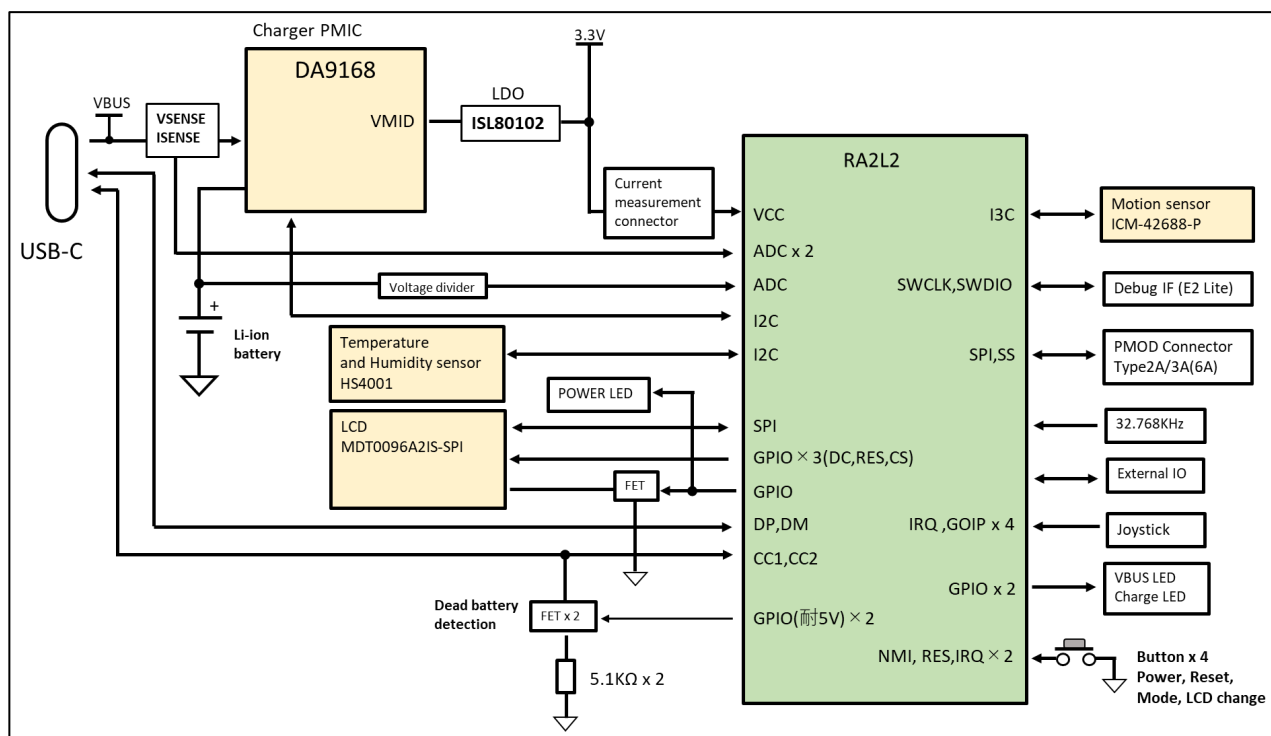 Charger PMIC
DA9168
VMID
VBUS
VSENSE
ISENSE
LDO
ISL80102
3.3V
USB-C
Current
measurement
connector
+
Li-ion
battery
Voltage divider
Temperature
and Humidity sensor
HS4001
POWER LED
LCD
MDT0096A2IS-SPI
FET
Dead battery
detection
FET x 2
5.1KΩ x 2
RA2L2
VCC
ADC x 2
ADC
I2C
I2C
SPI
GPIO×3(DC,RES,CS)
GPIO
DP,DM
CC1,CC2
GPIO(耐5V)×2
I3C
SWCLK,SWDIO
SPI,SS
IRQ ,GOIP x 4
GPIO x 2
NMI, RES,IRQ×2
Motion sensor
ICM-42688-P
Debug IF (E2 Lite)
PMOD Connector
Type2A/3A(6A)
32.768KHz
External IO
Joystick
VBUS LED
Charge LED
Button x 4
Power, Reset,
Mode, LCD change